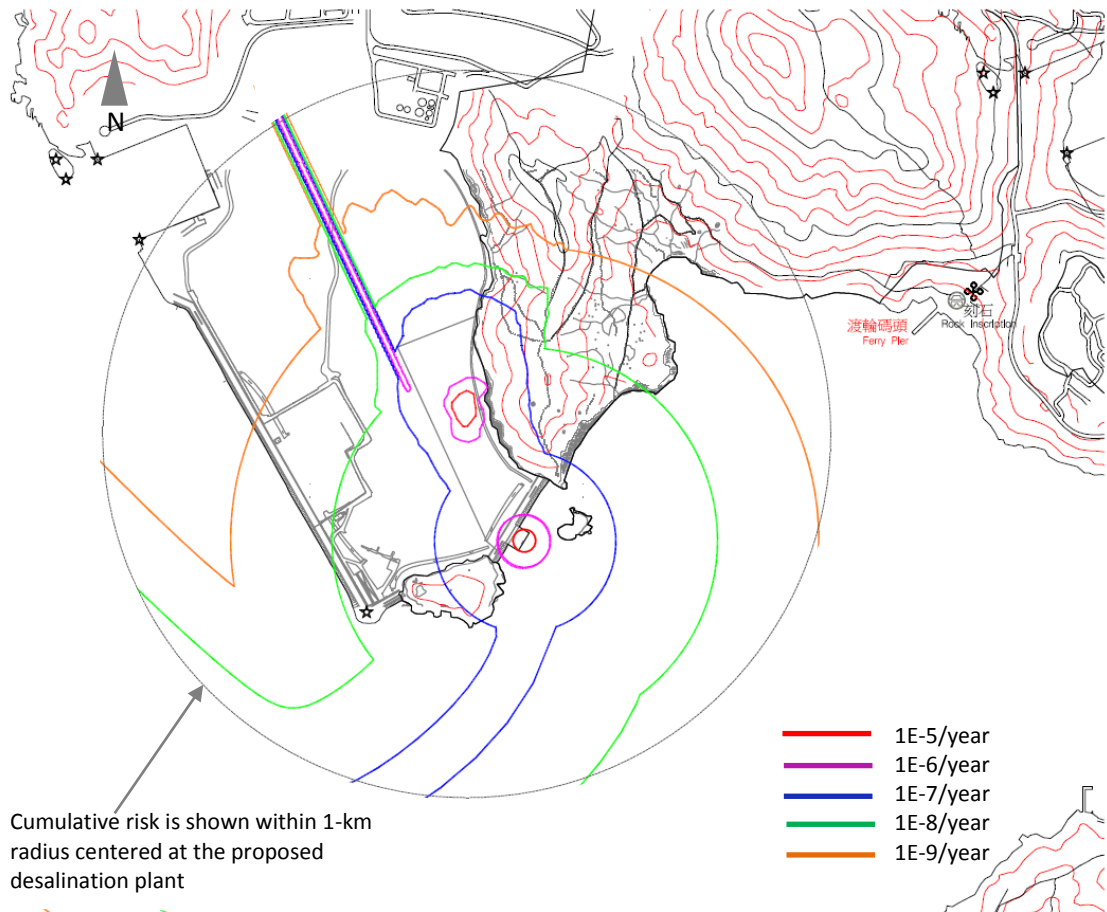 N
渡輪碼頭
Ferry Pier
刻石
Rock Inscription
1E-5/year
1E-6/year
1E-7/year
1E-8/year
1E-9/year
Cumulative risk is shown within 1-km
radius centered at the proposed
desalination plant